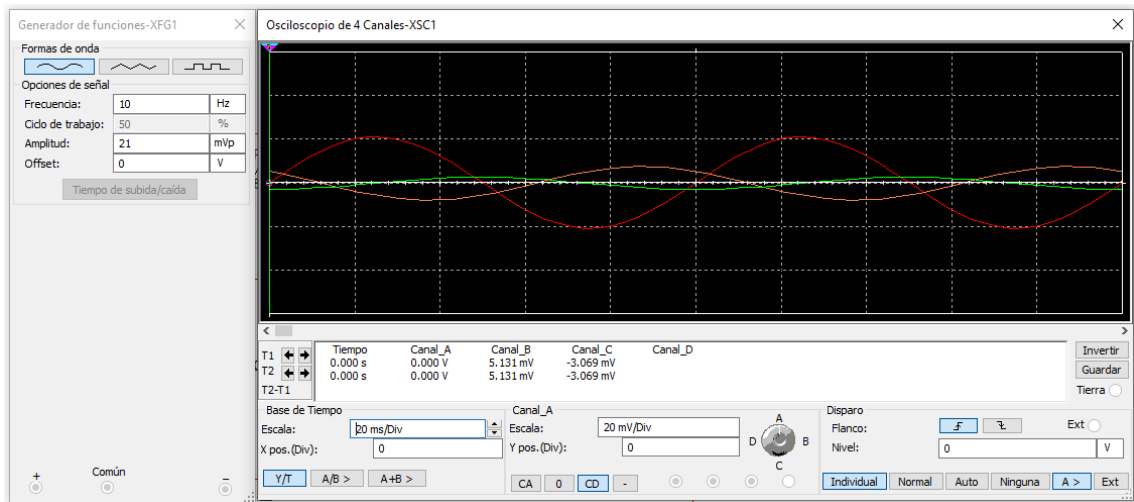 Generador de funciones-XFG1
Formas de onda
Opciones de señal
Frecuencia: 10 Hz
Ciclo de trabajo: 50 %
Amplitud: 21 mVp
Offset: 0 V
Tiempo de subida/caída
+ Común −
Osciloscopio de 4 Canales-XSC1
Tiempo Canal_A Canal_B Canal_C Canal_D
T1 0.000 s 0.000 V 5.131 mV -3.069 mV
T2 0.000 s 0.000 V 5.131 mV -3.069 mV
T2-T1
Invertir
Guardar
Tierra
Base de Tiempo
Escala: 20 ms/Div
X pos.(Div): 0
Y/T A/B > A+B >
Canal_A
Escala: 20 mV/Div
Y pos.(Div): 0
CA 0 CD -
A
D B
C
Disparo
Flanco: Ext
Nivel: 0 V
Individual Normal Auto Ninguna A > Ext